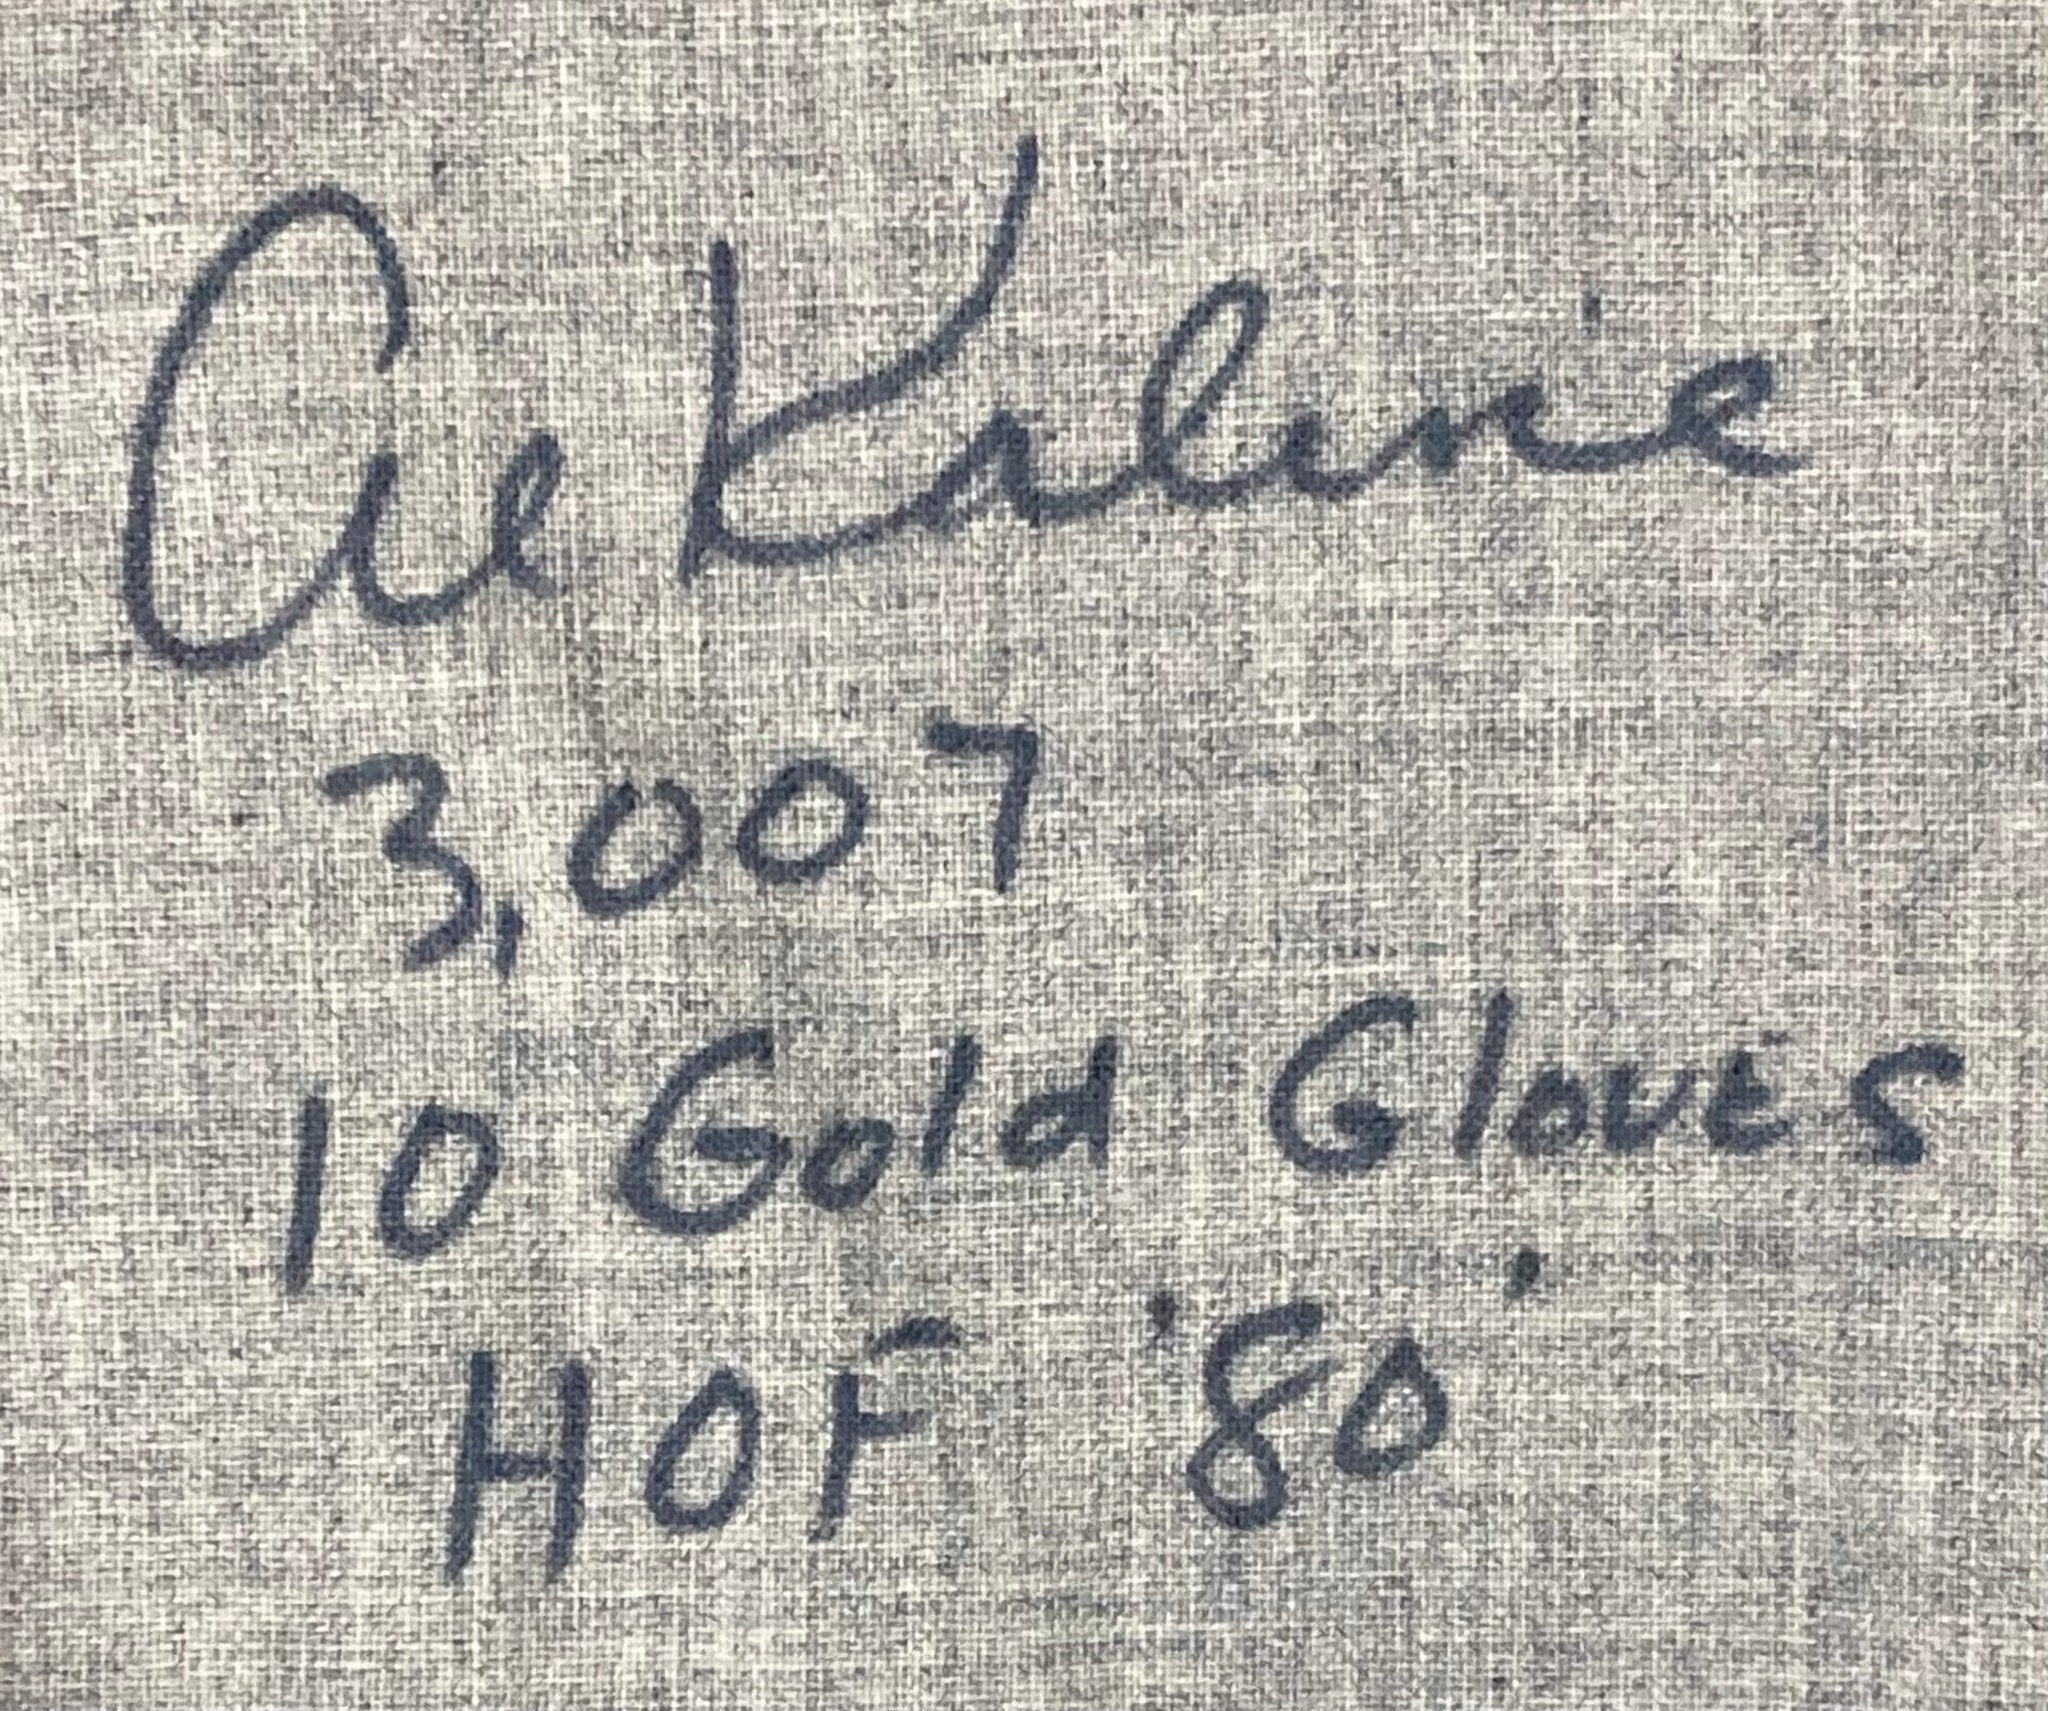 Al Kaline
3,007
10 Gold Gloves
HOF '80'